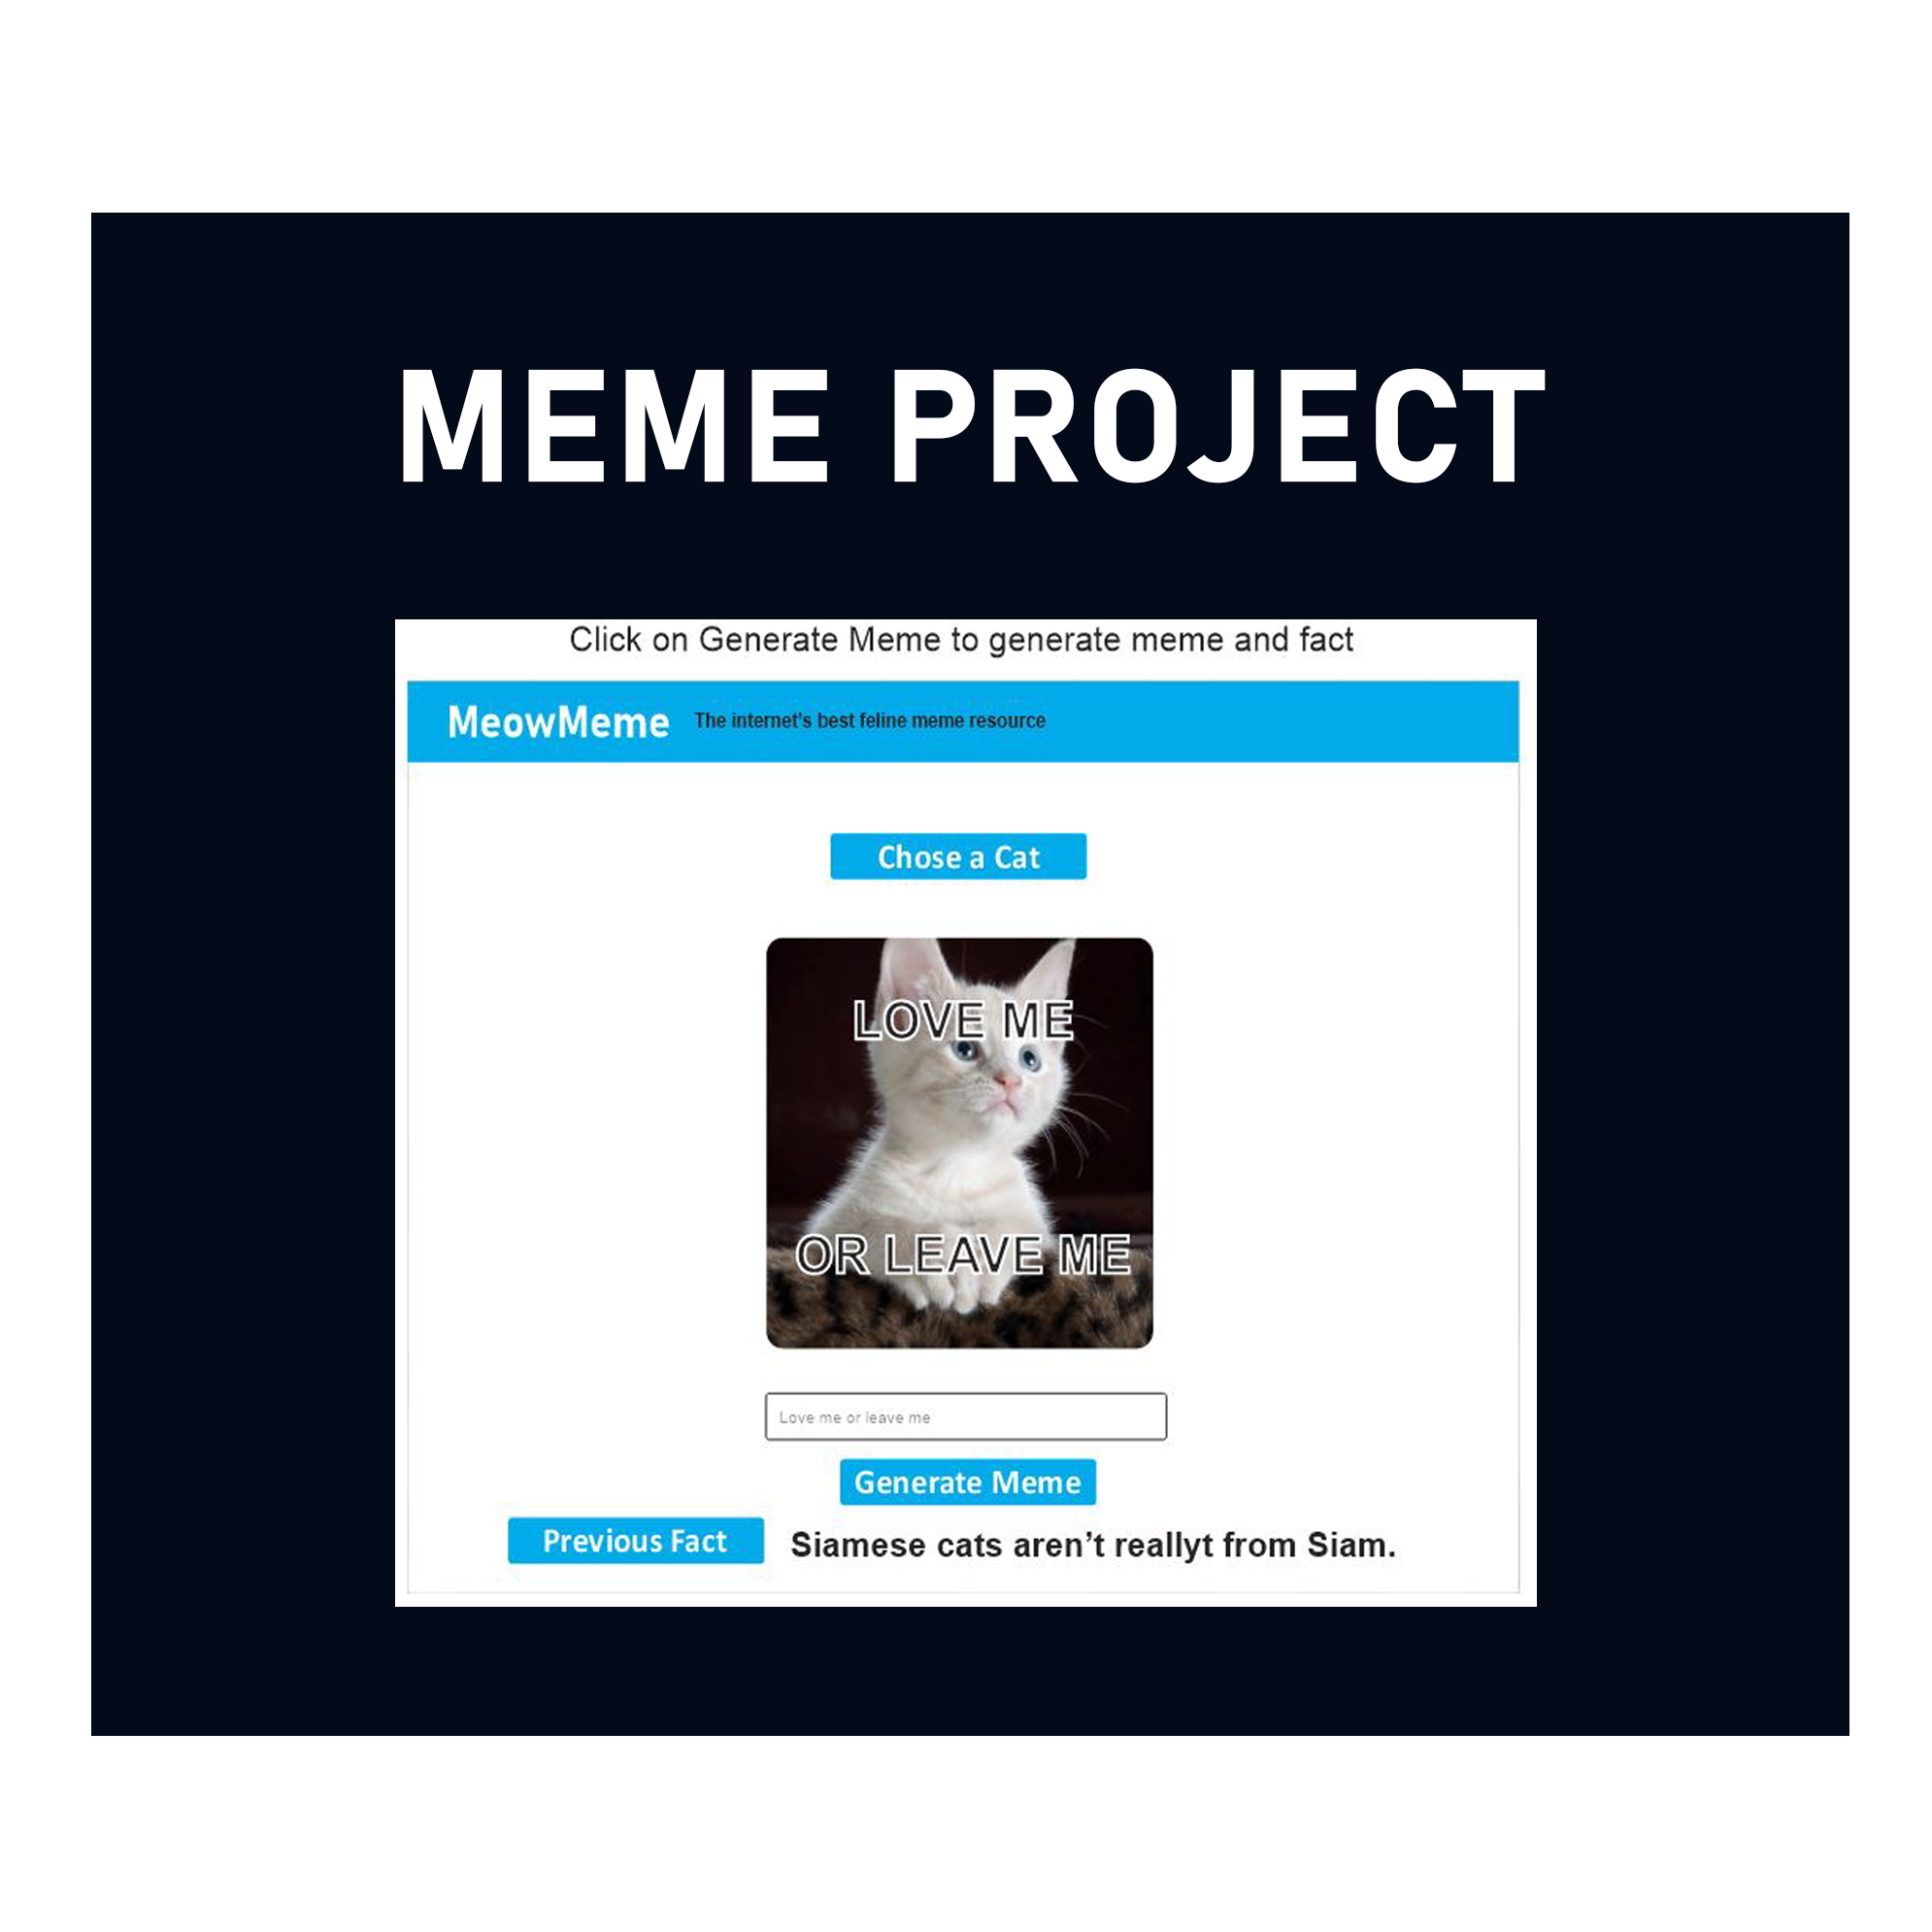 MEME PROJECT
Click on Generate Meme to generate meme and fact
MeowMeme The internet's best feline meme resource
Chose a Cat
LOVE ME
OR LEAVE ME
Love me or leave me
Generate Meme
Previous Fact Siamese cats aren’t reallyt from Siam.